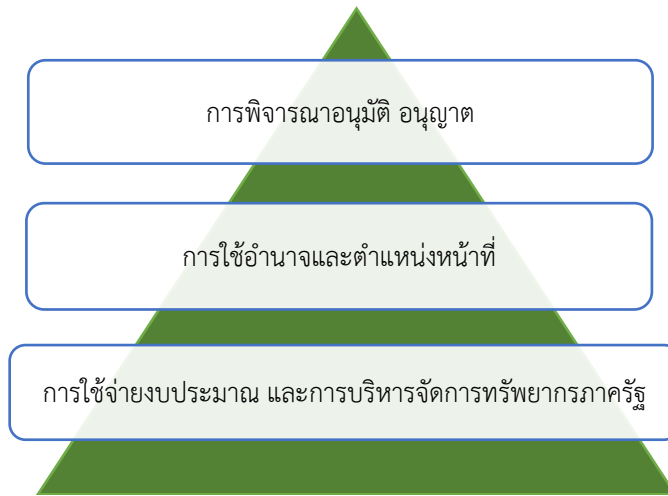 การพิจารณาอนุมัติ อนุญาต
การใช้อำนาจและตำแหน่งหน้าที่
การใช้จ่ายงบประมาณ และการบริหารจัดการทรัพยากรภาครัฐ